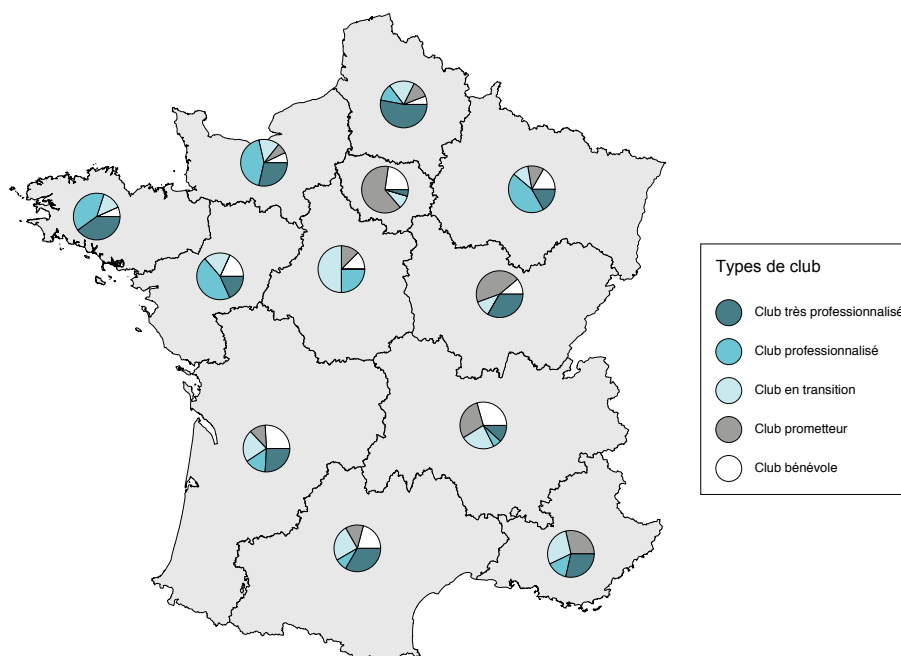 Types de club
Club très professionnalisé
Club professionnalisé
Club en transition
Club prometteur
Club bénévole